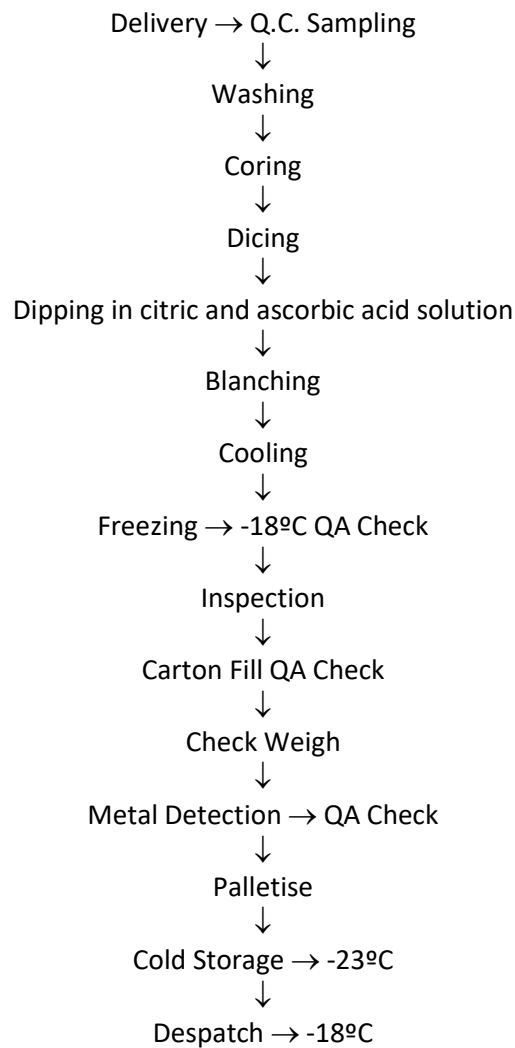 Delivery → Q.C. Sampling
↓
Washing
↓
Coring
↓
Dicing
↓
Dipping in citric and ascorbic acid solution
↓
Blanching
↓
Cooling
↓
Freezing → -18ºC QA Check
↓
Inspection
↓
Carton Fill QA Check
↓
Check Weigh
↓
Metal Detection → QA Check
↓
Palletise
↓
Cold Storage → -23ºC
↓
Despatch → -18ºC